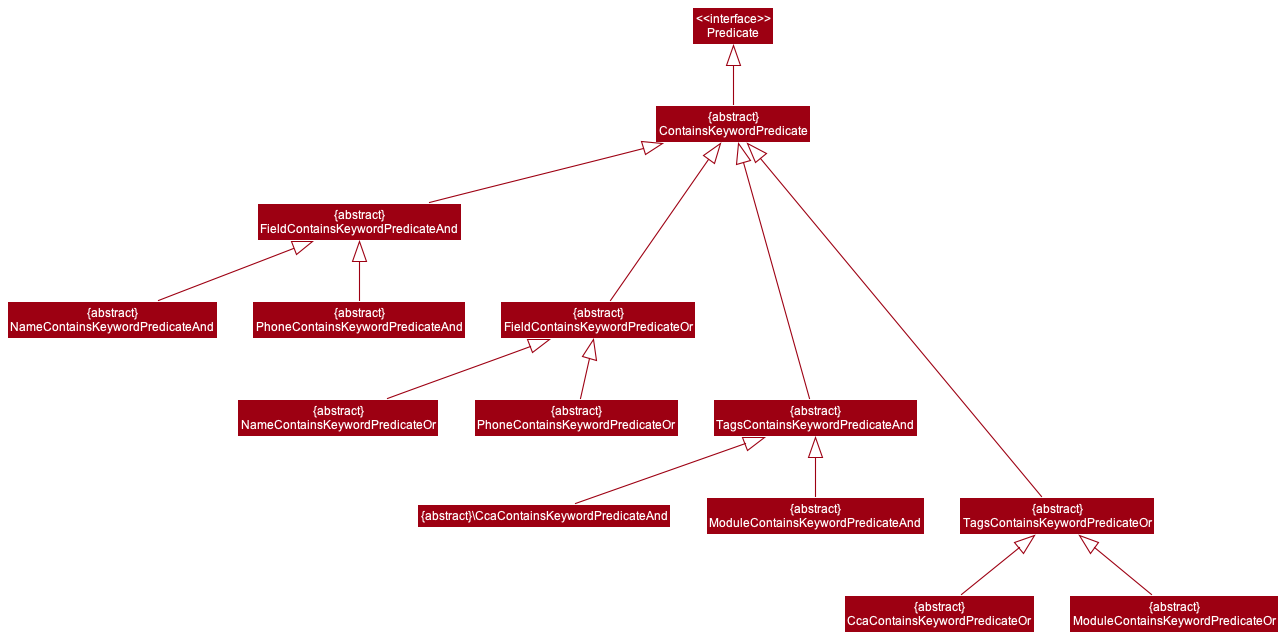 <<interface>>
Predicate
{abstract}
ContainsKeywordPredicate
{abstract}
FieldContainsKeywordPredicateAnd
{abstract}
NameContainsKeywordPredicateAnd
{abstract}
PhoneContainsKeywordPredicateAnd
{abstract}
FieldContainsKeywordPredicateOr
{abstract}
NameContainsKeywordPredicateOr
{abstract}
PhoneContainsKeywordPredicateOr
{abstract}
TagsContainsKeywordPredicateAnd
{abstract}\CcaContainsKeywordPredicateAnd
{abstract}
ModuleContainsKeywordPredicateAnd
{abstract}
TagsContainsKeywordPredicateOr
{abstract}
CcaContainsKeywordPredicateOr
{abstract}
ModuleContainsKeywordPredicateOr